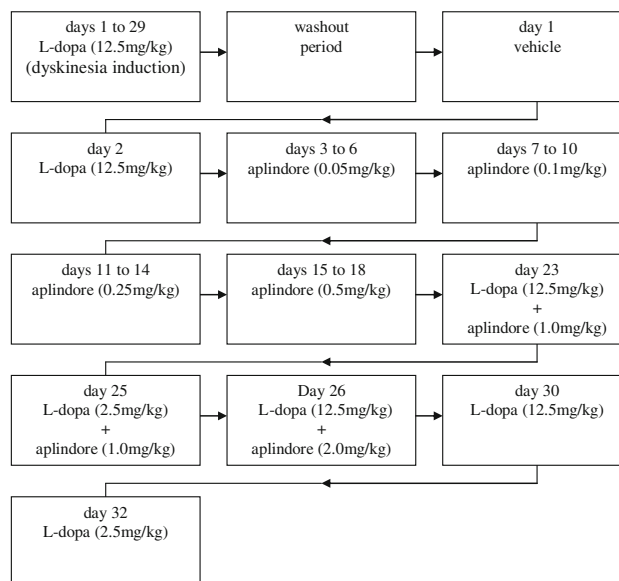 days 1 to 29
L-dopa (12.5mg/kg)
(dyskinesia induction)
washout
period
day 1
vehicle
day 2
L-dopa (12.5mg/kg)
days 3 to 6
aplindore (0.05mg/kg)
days 7 to 10
aplindore (0.1mg/kg)
days 11 to 14
aplindore (0.25mg/kg)
days 15 to 18
aplindore (0.5mg/kg)
day 23
L-dopa (12.5mg/kg)
+
aplindore (1.0mg/kg)
day 25
L-dopa (2.5mg/kg)
+
aplindore (1.0mg/kg)
Day 26
L-dopa (12.5mg/kg)
+
aplindore (2.0mg/kg)
day 30
L-dopa (12.5mg/kg)
day 32
L-dopa (2.5mg/kg)